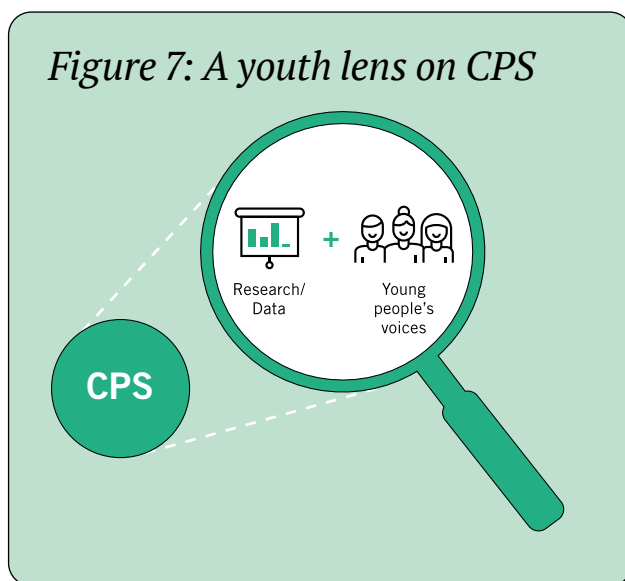 Figure 7: A youth lens on CPS
+
Research/
Data
Young
people's
voices
CPS